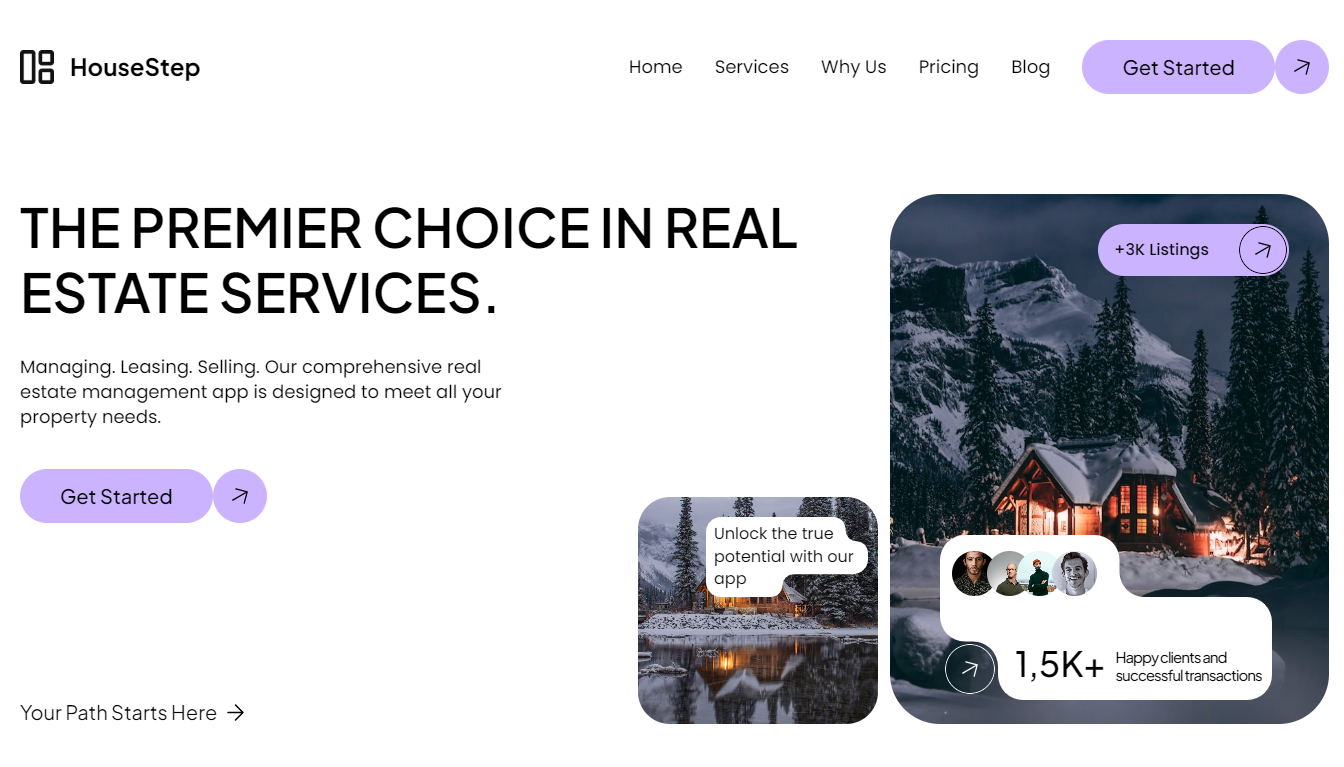 HouseStep
Home
Services
Why Us
Pricing
Blog
Get Started
THE PREMIER CHOICE IN REAL
ESTATE SERVICES.
Managing. Leasing. Selling. Our comprehensive real
estate management app is designed to meet all your
property needs.
Get Started
Your Path Starts Here
Unlock the true
potential with our
app
+3K Listings
1,5K+
Happy clients and
successful transactions